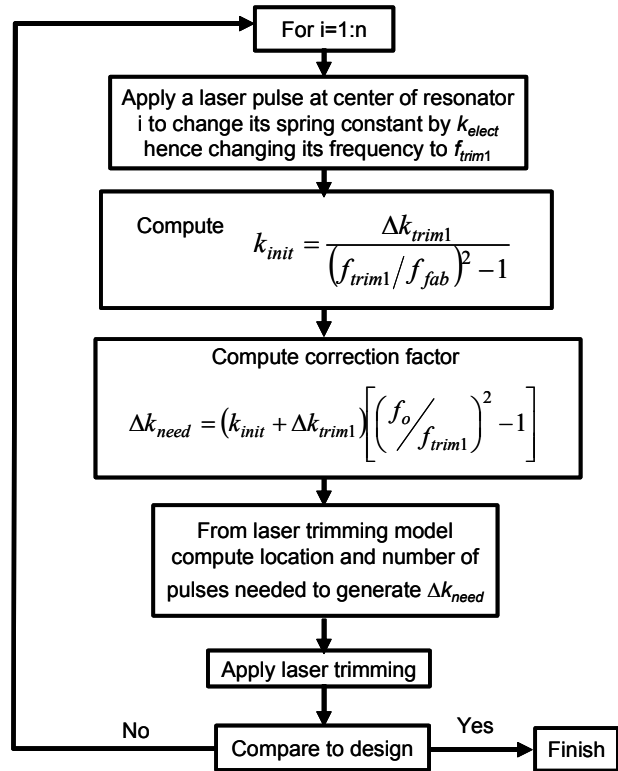 For i=1:n
Apply a laser pulse at center of resonator
i to change its spring constant by k_elect
hence changing its frequency to f_trim1
Compute k_init = Δk_trim1 / ((f_trim1/f_fab)^2 − 1)
Compute correction factor
Δk_need = (k_init + Δk_trim1)[(f_o/f_trim1)^2 − 1]
From laser trimming model
compute location and number of
pulses needed to generate Δk_need
Apply laser trimming
No
Compare to design
Yes
Finish